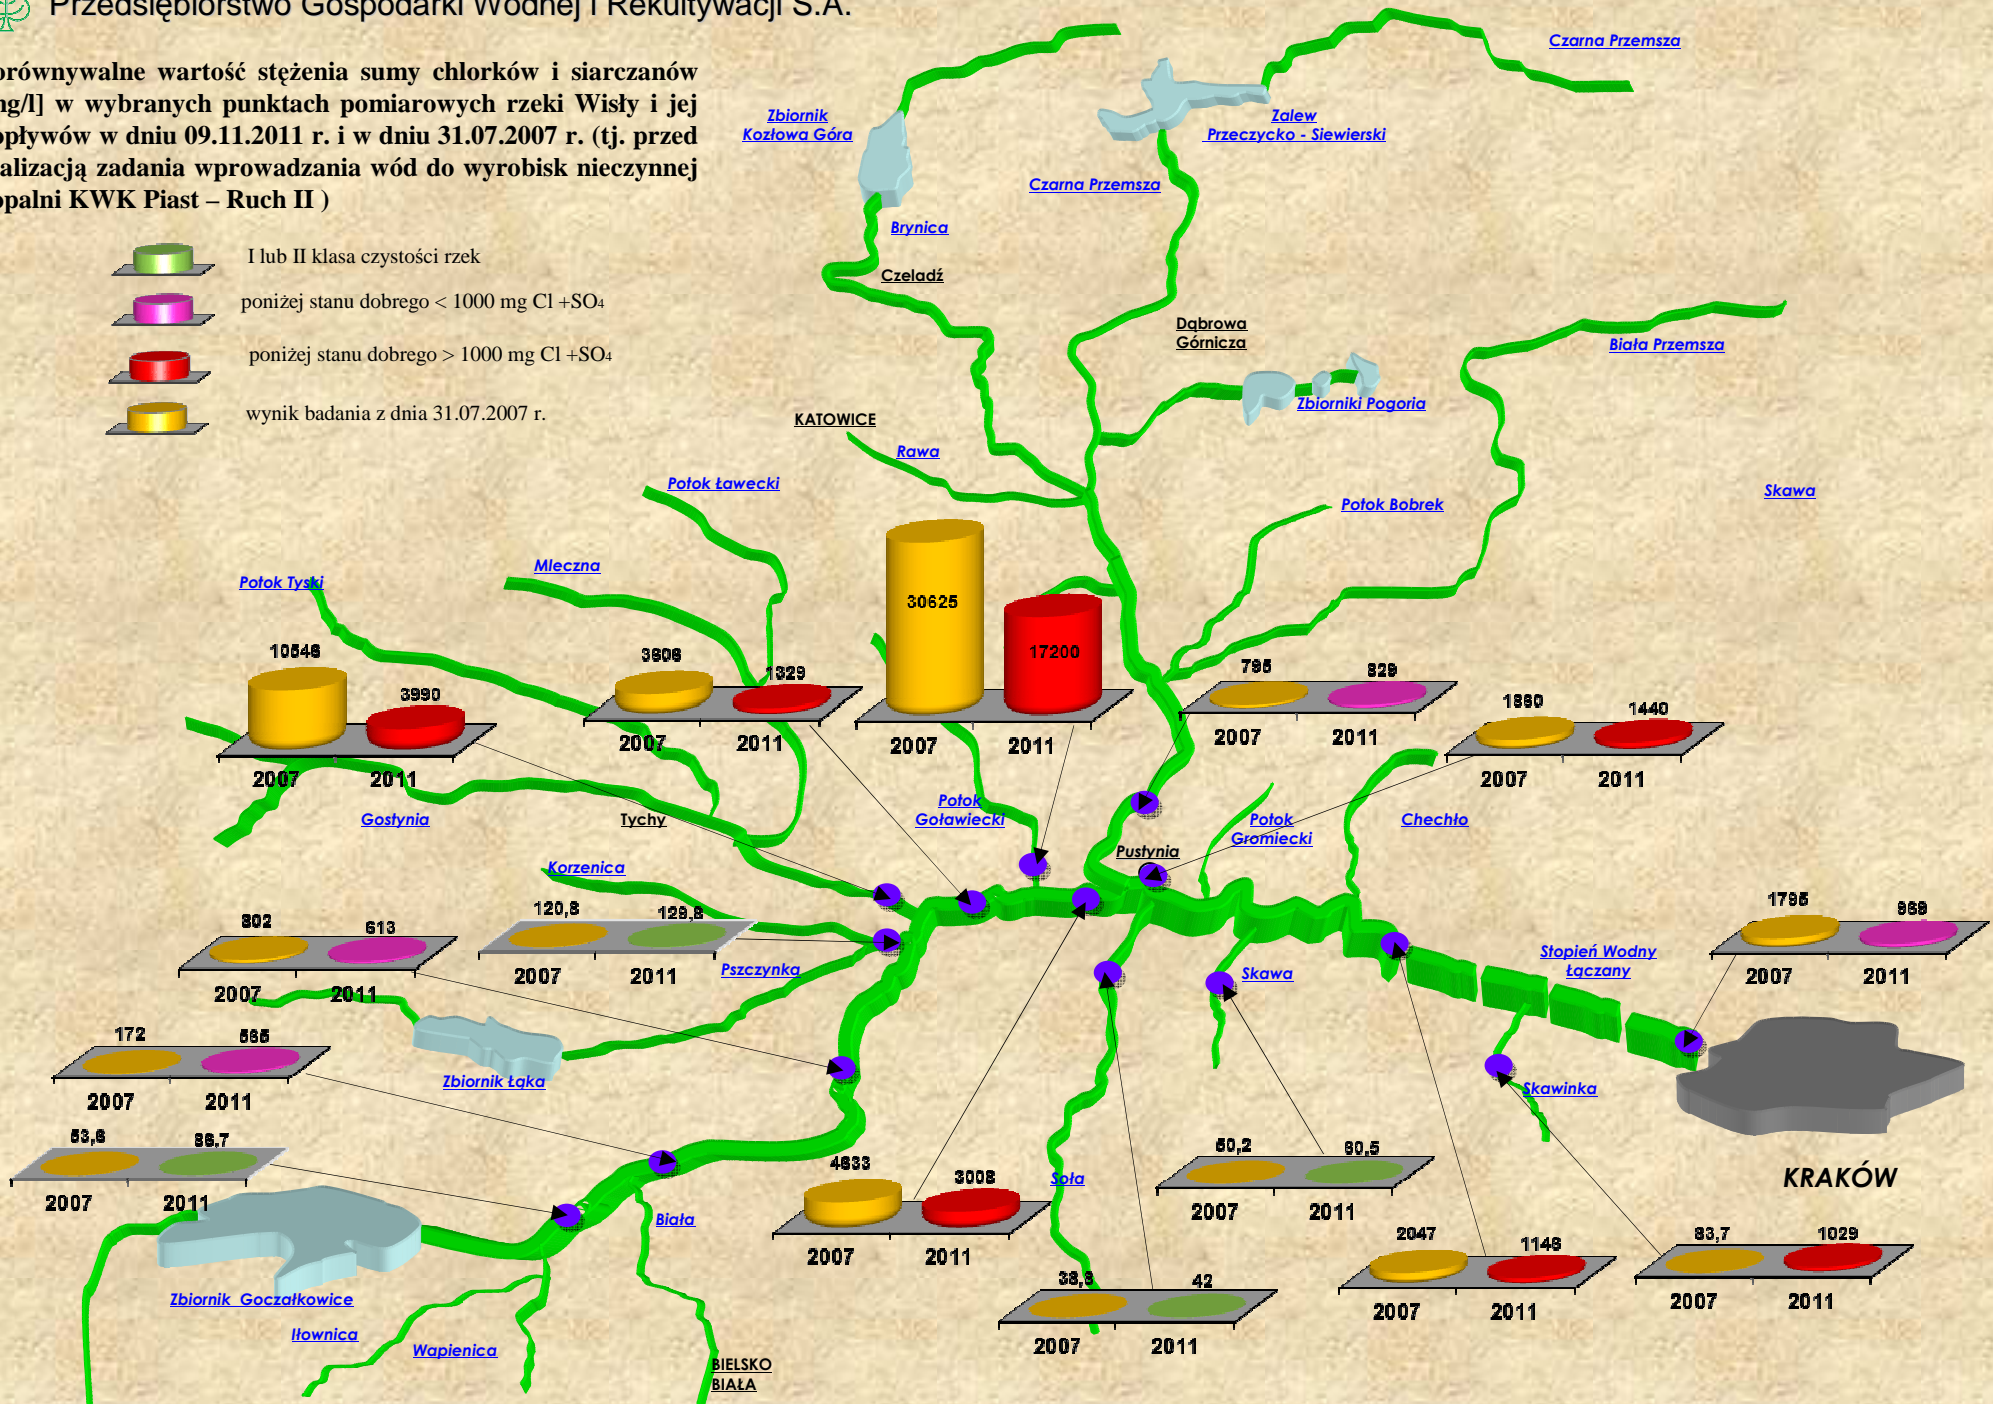 Przedsiębiorstwo Gospodarki Wodnej i Rekultywacji S.A.
orównywalne wartość stężenia sumy chlorków i siarczanów
ng/l] w wybranych punktach pomiarowych rzeki Wisły i jej
opływów w dniu 09.11.2011 r. i w dniu 31.07.2007 r. (tj. przed
alizacją zadania wprowadzania wód do wyrobisk nieczynnej
opalni KWK Piast – Ruch II )
I lub II klasa czystości rzek
poniżej stanu dobrego < 1000 mg Cl +SO4
poniżej stanu dobrego > 1000 mg Cl +SO4
wynik badania z dnia 31.07.2007 r.
Czarna Przemsza
Zbiornik
Kozłowa Góra
Zalew
Przeczycko - Siewierski
Czarna Przemsza
Brynica
Czeladź
Dąbrowa
Górnicza
Biała Przemsza
Zbiorniki Pogoria
KATOWICE
Rawa
Potok Ławecki
Potok Bobrek
Skawa
Mleczna
Potok Tyski
30625
17200
2007 2011
10546
3990
2007 2011
3606
1329
2007 2011
795
829
2007 2011
1860
1440
2007 2011
Gostynia
Tychy
Potok
Goławiecki
Potok
Gromiecki
Chechło
Pustynia
Korzenica
802
613
2007 2011
120,8
129,8
2007 2011
Pszczynka
Skawa
Stopień Wodny
Łączany
1795
969
2007 2011
172
565
2007 2011
Zbiornik Łąka
Skawinka
53,6
86,7
2007 2011
4633
3008
2007 2011
Soła
50,2
60,5
2007 2011
KRAKÓW
Biała
2047
1146
2007 2011
83,7
1029
2007 2011
38,3
42
2007 2011
Zbiornik Goczałkowice
Iłownica
Wapienica
BIELSKO
BIAŁA